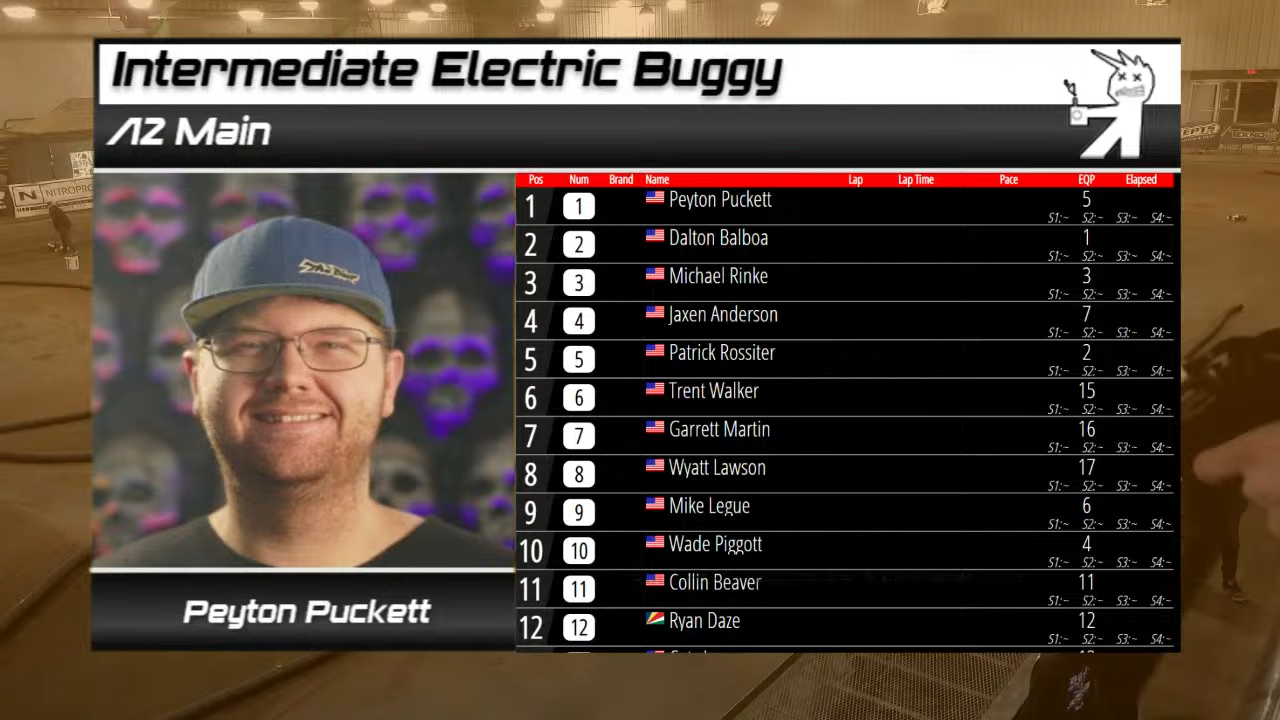 Intermediate Electric Buggy
A2 Main
Pos Num Brand Name Lap Lap Time Pace EQP Elapsed
1 1 Peyton Puckett 5
S1:~ S2:~ S3:~ S4:~
2 2 Dalton Balboa 1
S1:~ S2:~ S3:~ S4:~
3 3 Michael Rinke 3
S1:~ S2:~ S3:~ S4:~
4 4 Jaxen Anderson 7
S1:~ S2:~ S3:~ S4:~
5 5 Patrick Rossiter 2
S1:~ S2:~ S3:~ S4:~
6 6 Trent Walker 15
S1:~ S2:~ S3:~ S4:~
7 7 Garrett Martin 16
S1:~ S2:~ S3:~ S4:~
8 8 Wyatt Lawson 17
S1:~ S2:~ S3:~ S4:~
9 9 Mike Legue 6
S1:~ S2:~ S3:~ S4:~
10 10 Wade Piggott 4
S1:~ S2:~ S3:~ S4:~
11 11 Collin Beaver 11
S1:~ S2:~ S3:~ S4:~
12 12 Ryan Daze 12
S1:~ S2:~ S3:~ S4:~
Peyton Puckett
N NITROPRO
TEKNO